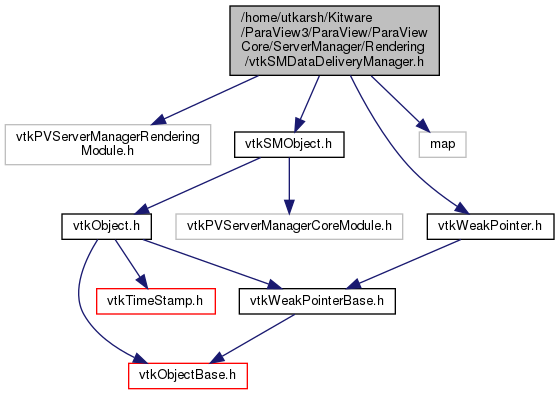 /home/utkarsh/Kitware
/ParaView3/ParaView/ParaView
Core/ServerManager/Rendering
/vtkSMDataDeliveryManager.h
vtkPVServerManagerRendering
Module.h
vtkSMObject.h
map
vtkObject.h
vtkPVServerManagerCoreModule.h
vtkWeakPointer.h
vtkTimeStamp.h
vtkWeakPointerBase.h
vtkObjectBase.h